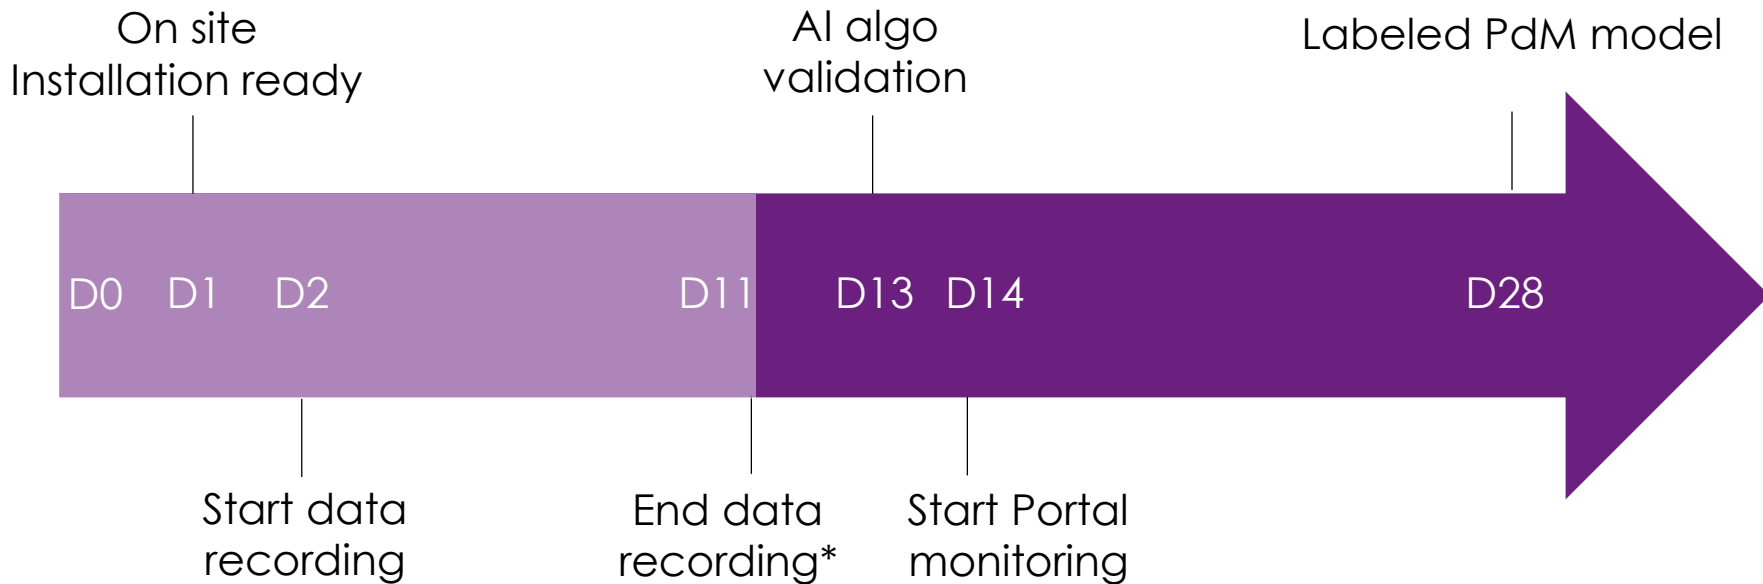 On site
Installation ready
AI algo
validation
Labeled PdM model
D0 D1 D2 D11 D13 D14 D28
Start data
recording
End data
recording*
Start Portal
monitoring